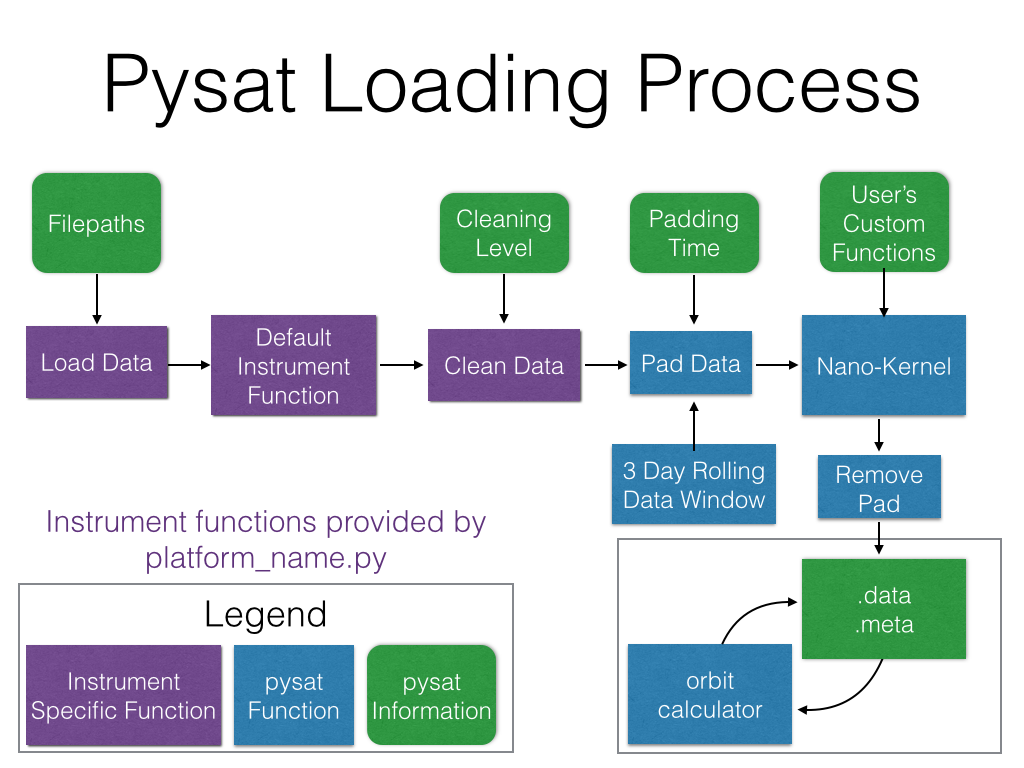 Pysat Loading Process
Filepaths
Cleaning
Level
Padding
Time
User's
Custom
Functions
Load Data
Default
Instrument
Function
Clean Data
Pad Data
Nano-Kernel
3 Day Rolling
Data Window
Remove
Pad
Instrument functions provided by
platform_name.py
Legend
Instrument
Specific Function
pysat
Function
pysat
Information
.data
.meta
orbit
calculator